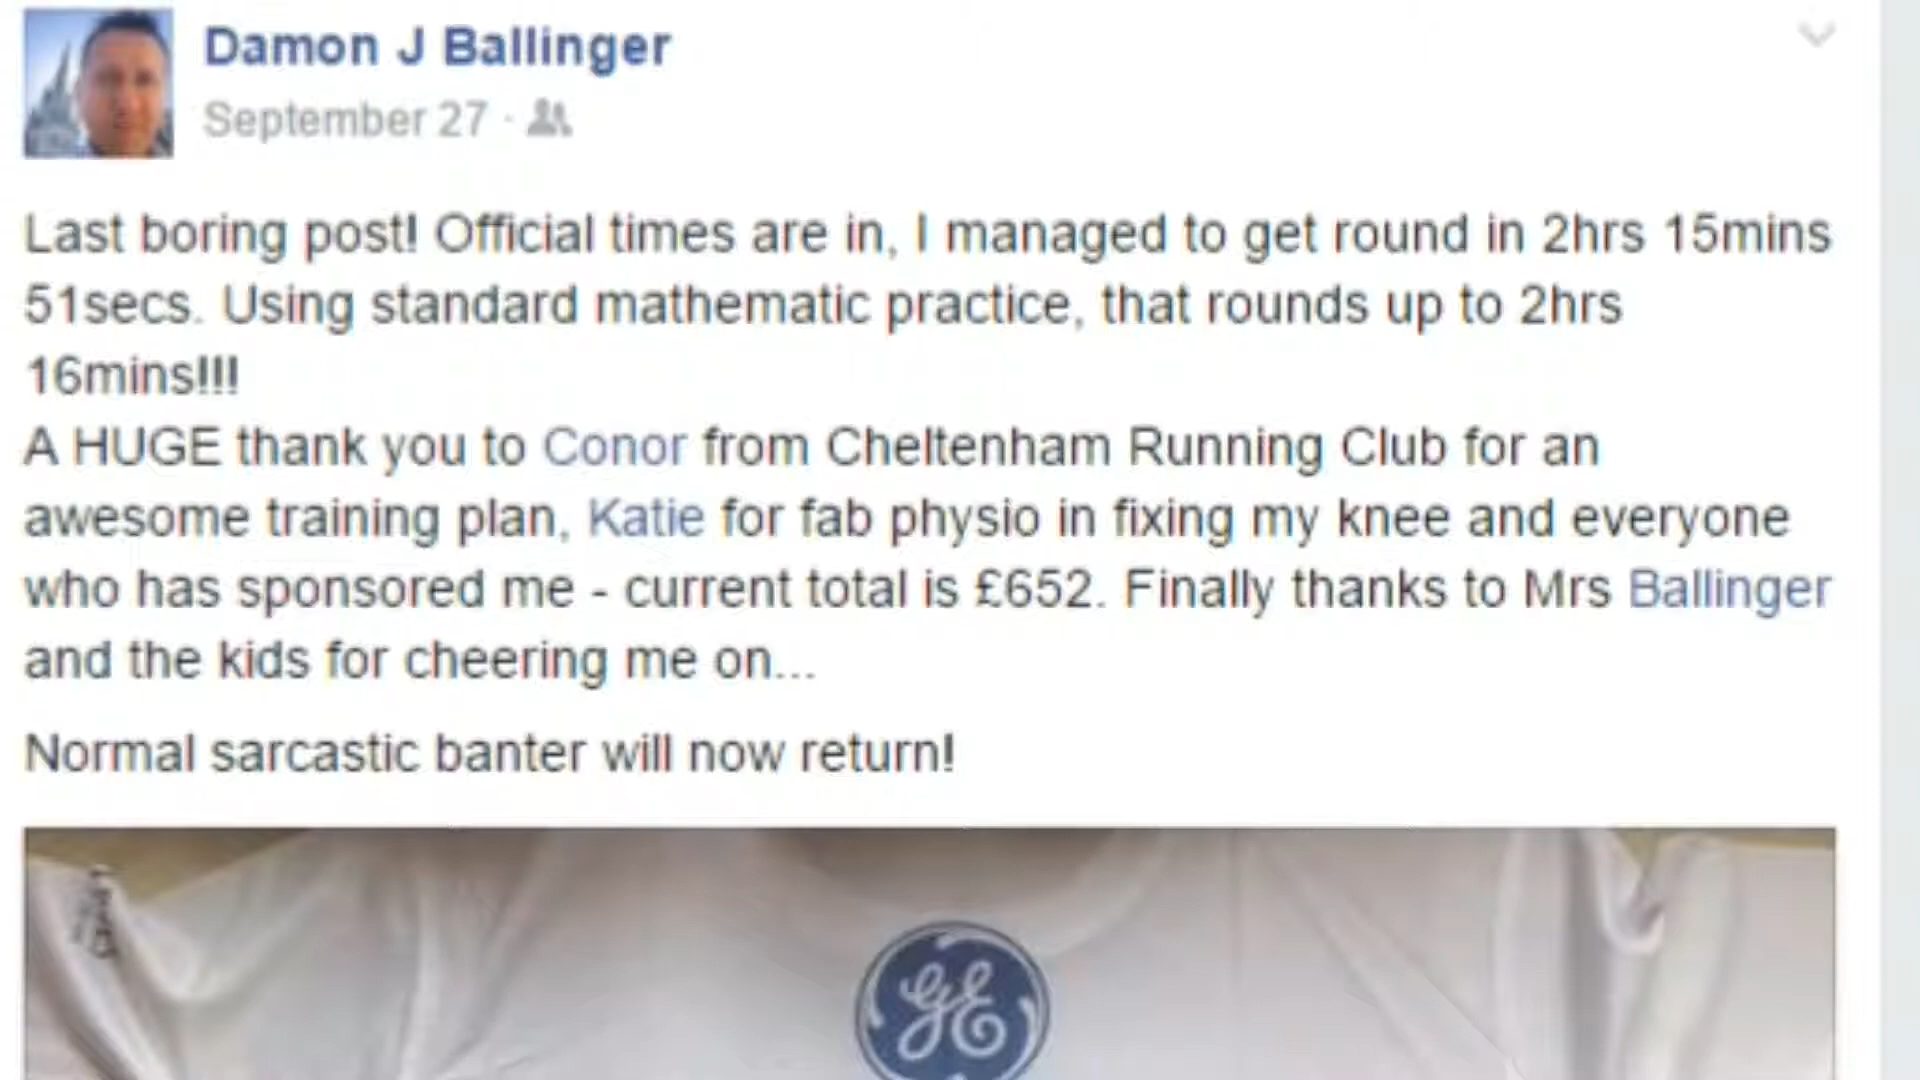 Damon J Ballinger
September 27 ·
Last boring post! Official times are in, I managed to get round in 2hrs 15mins
51secs. Using standard mathematic practice, that rounds up to 2hrs
16mins!!!
A HUGE thank you to Conor from Cheltenham Running Club for an
awesome training plan, Katie for fab physio in fixing my knee and everyone
who has sponsored me - current total is £652. Finally thanks to Mrs Ballinger
and the kids for cheering me on...
Normal sarcastic banter will now return!
GE